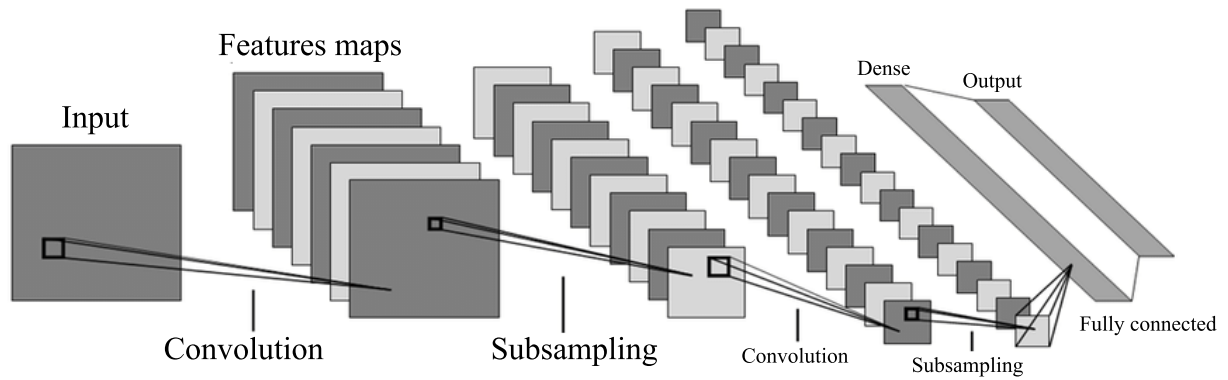 Features maps
Input
Dense
Output
Convolution
Subsampling
Convolution
Subsampling
Fully connected